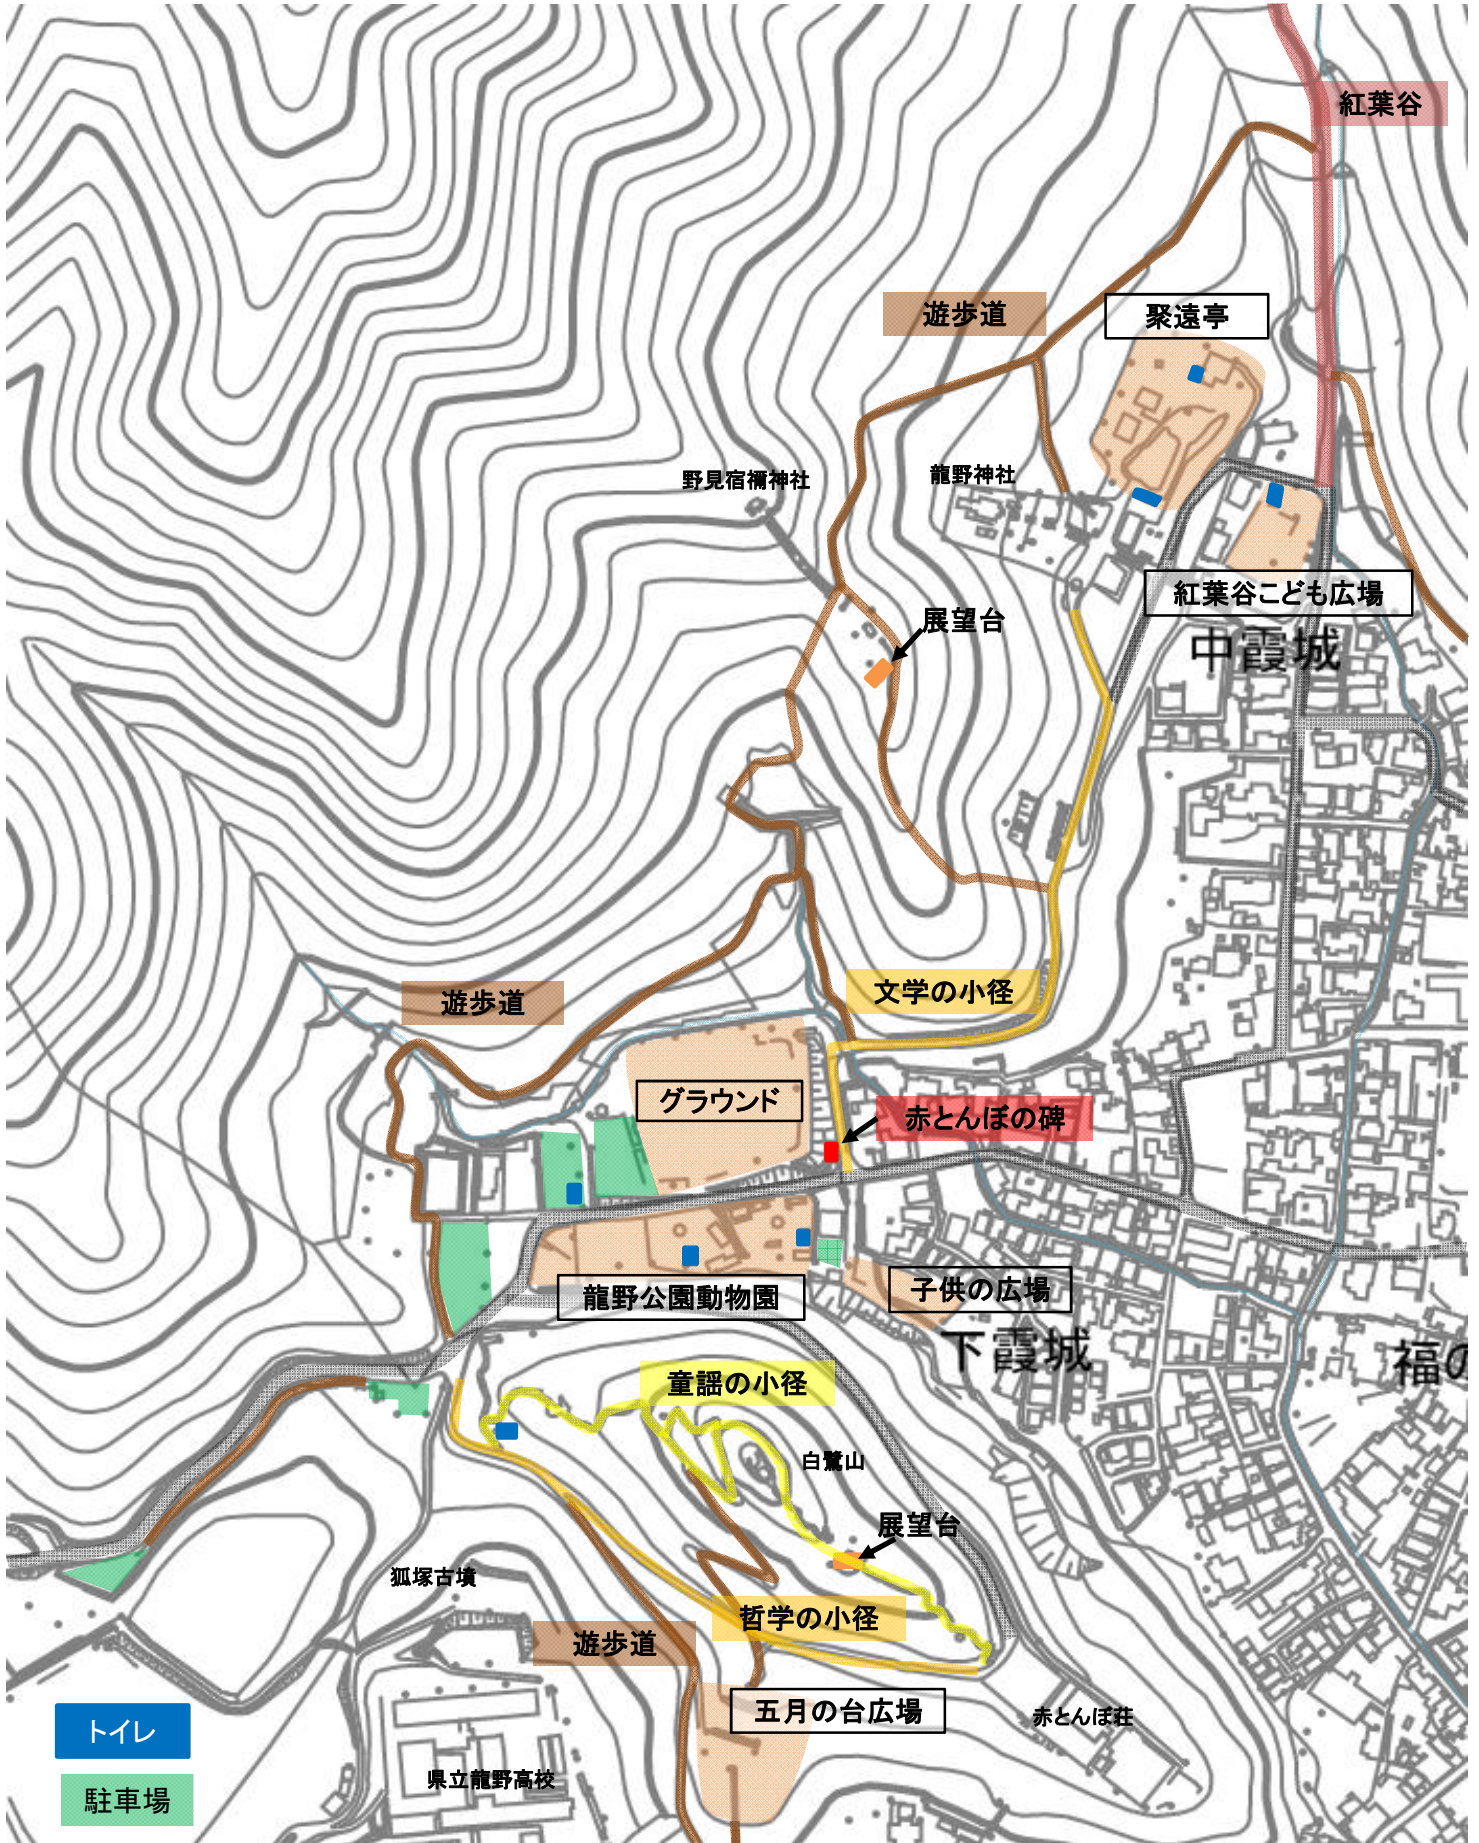 紅葉谷
遊歩道
聚遠亭
野見宿禰神社
龍野神社
紅葉谷こども広場
展望台
中霞城
文学の小径
遊歩道
グラウンド
赤とんぼの碑
龍野公園動物園
子供の広場
下霞城
福の
童謡の小径
白鷺山
展望台
狐塚古墳
哲学の小径
遊歩道
五月の台広場
赤とんぼ荘
トイレ
県立龍野高校
駐車場